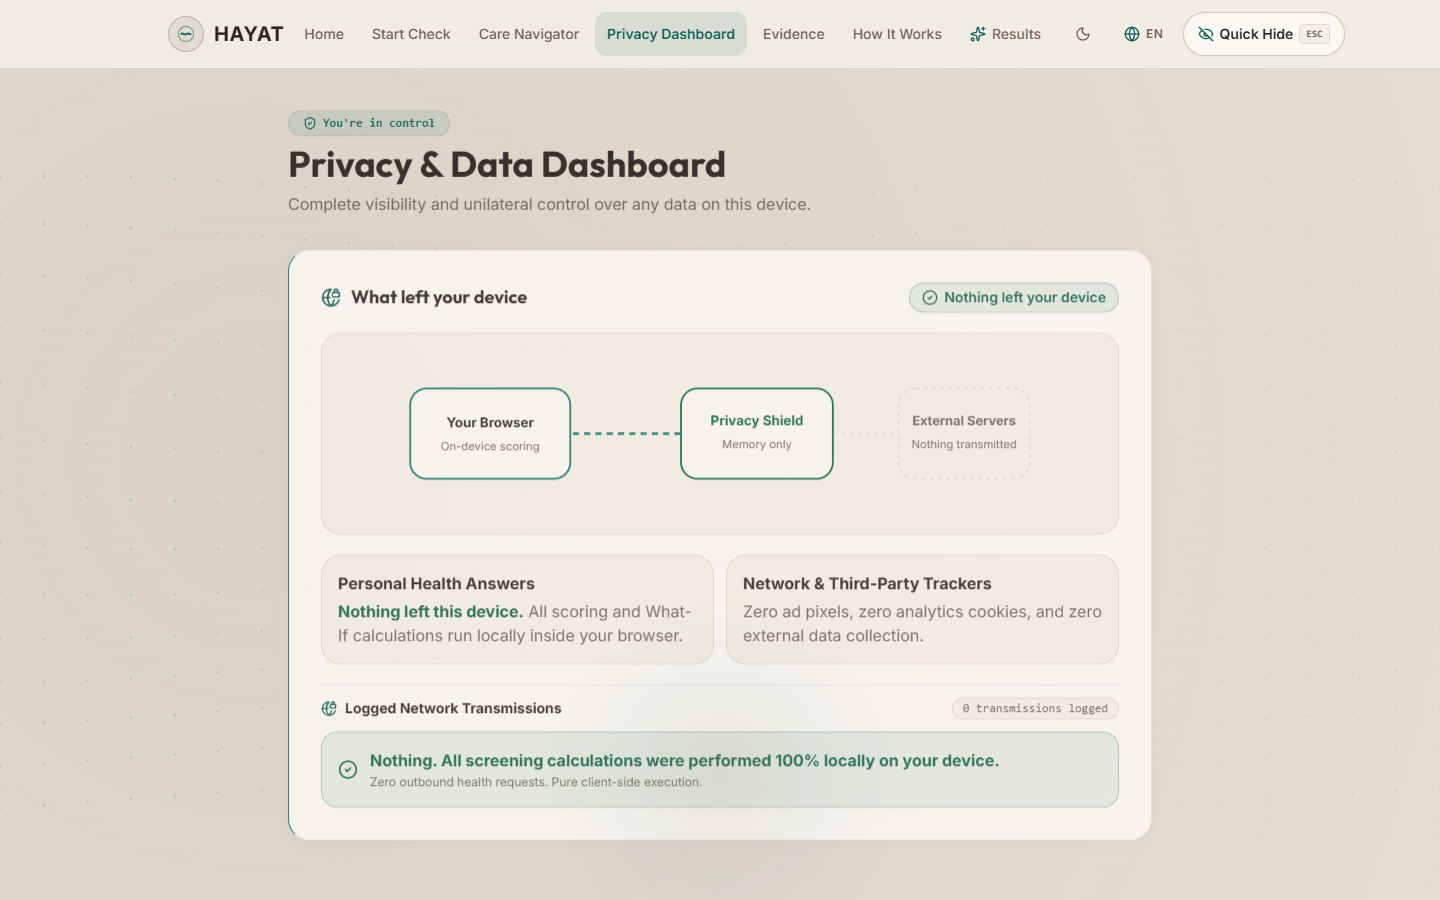 HAYAT
Home
Start Check
Care Navigator
Privacy Dashboard
Evidence
How It Works
Results
EN
Quick Hide
ESC
You're in control
Privacy & Data Dashboard
Complete visibility and unilateral control over any data on this device.
What left your device
Nothing left your device
Your Browser
On-device scoring
Privacy Shield
Memory only
External Servers
Nothing transmitted
Personal Health Answers
Nothing left this device. All scoring and What-
If calculations run locally inside your browser.
Network & Third-Party Trackers
Zero ad pixels, zero analytics cookies, and zero
external data collection.
Logged Network Transmissions
0 transmissions logged
Nothing. All screening calculations were performed 100% locally on your device.
Zero outbound health requests. Pure client-side execution.